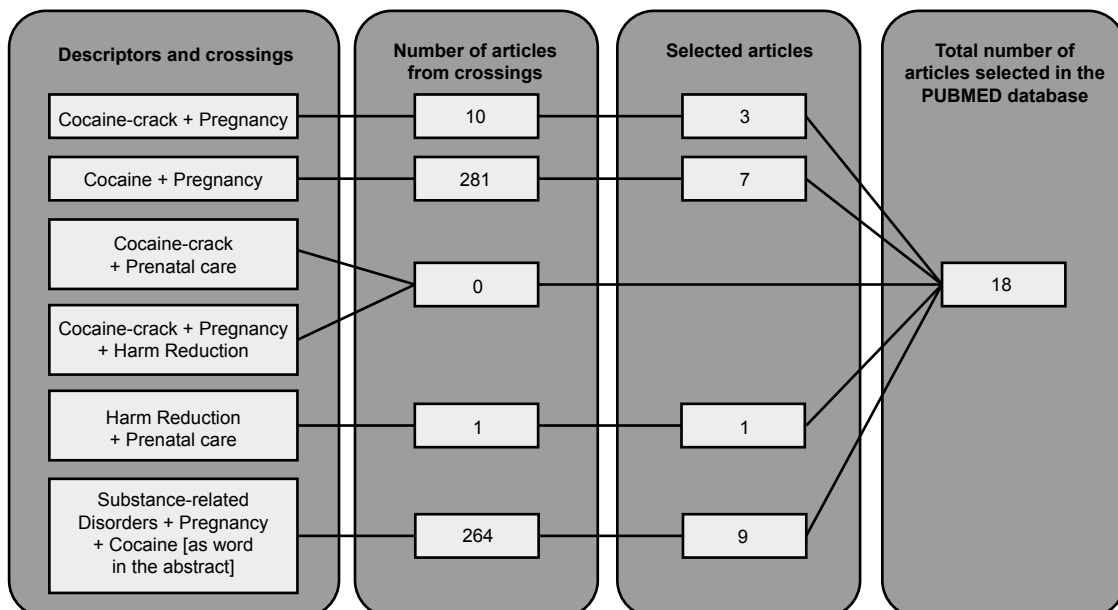 Descriptors and crossings
Number of articles
from crossings
Selected articles
Total number of
articles selected in the
PUBMED database
Cocaine-crack + Pregnancy
10
3
Cocaine + Pregnancy
281
7
Cocaine-crack
+ Prenatal care
0
18
Cocaine-crack + Pregnancy
+ Harm Reduction
Harm Reduction
+ Prenatal care
1
1
Substance-related
Disorders + Pregnancy
+ Cocaine [as word
in the abstract]
264
9